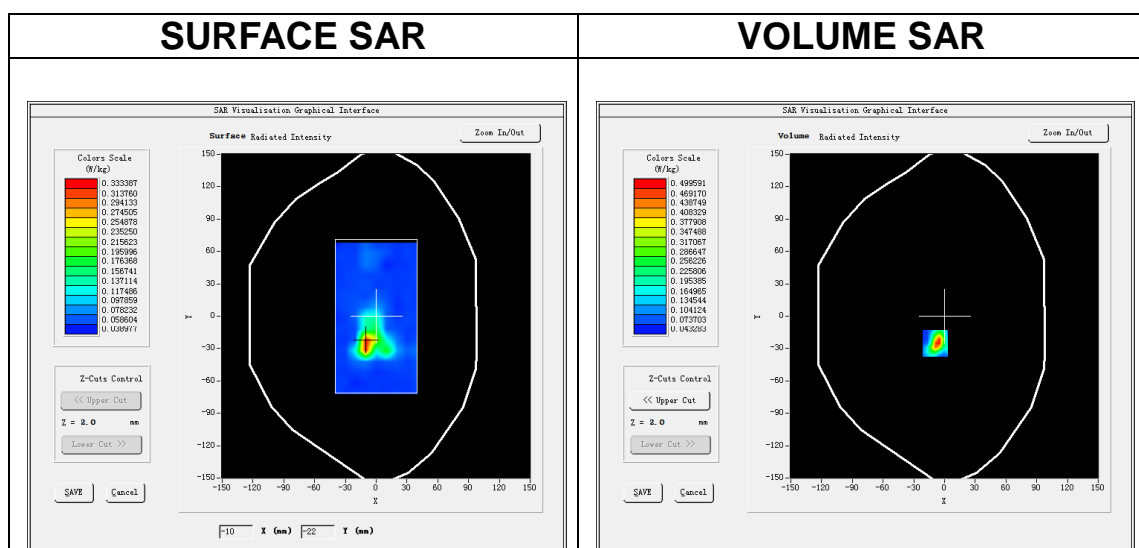 SURFACE SAR
VOLUME SAR
SAR Visualisation Graphical Interface
Surface Radiated Intensity
Zoom In/Out
Colors Scale
(W/kg)
0.333387
0.313760
0.294133
0.274505
0.254878
0.235250
0.215623
0.195996
0.176368
0.156741
0.137114
0.117486
0.097859
0.078232
0.058604
0.038977
150
120
90
60
30
0
-30
-60
-90
-120
-150
Y
-150 -120 -90 -60 -30 0 30 60 90 120 150
X
Z-Cuts Control
<< Upper Cut
Z = 2.0 mm
Lower Cut >>
SAVE Cancel
-10 X (mm) -22 Y (mm)
SAR Visualisation Graphical Interface
Volume Radiated Intensity
Zoom In/Out
Colors Scale
(W/kg)
0.499591
0.469170
0.438749
0.408329
0.377908
0.347488
0.317067
0.286647
0.256226
0.225806
0.195385
0.164965
0.134544
0.104124
0.073703
0.043283
150
120
90
60
30
0
-30
-60
-90
-120
-150
Y
-150 -120 -90 -60 -30 0 30 60 90 120 150
X
Z-Cuts Control
<< Upper Cut
Z = 2.0 mm
Lower Cut >>
SAVE Cancel